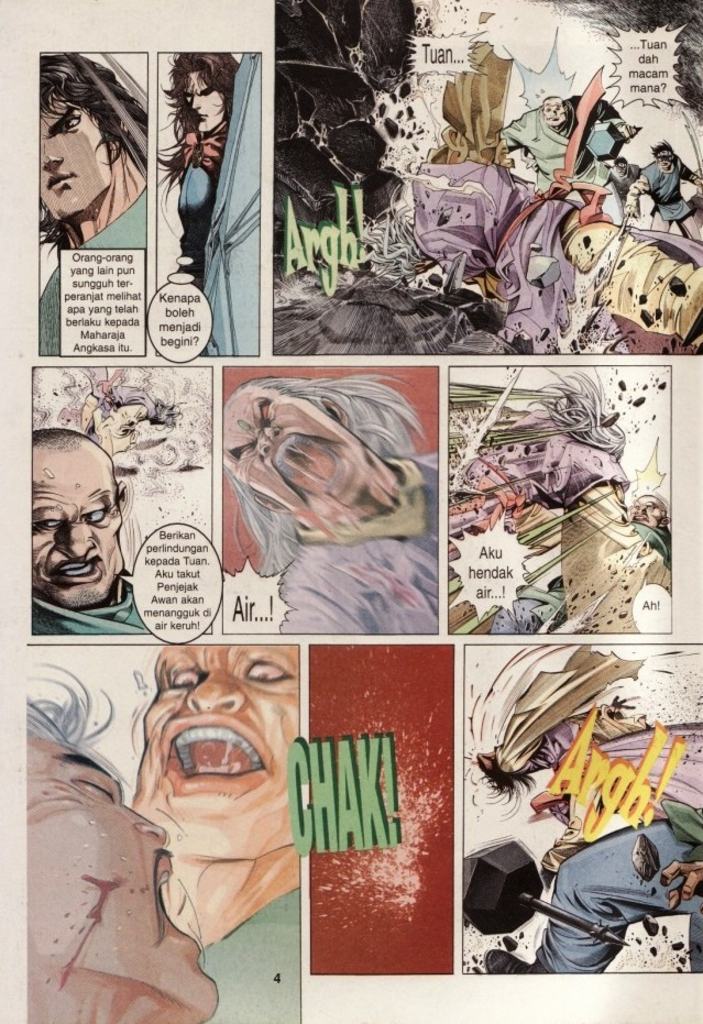 Orang-orang
yang lain pun
sungguh ter-
peranjat melihat
apa yang telah
berlaku kepada
Maharaja
Angkasa itu.
Kenapa
boleh
menjadi
begini?
Argh!
Tuan...
...Tuan
dah
macam
mana?
Berikan
perlindungan
kepada Tuan.
Aku takut
Penjejak
Awan akan
menangguk di
air keruh!
Air...!
Aku
hendak
air...!
Ah!
CHAK!
Argh!
4